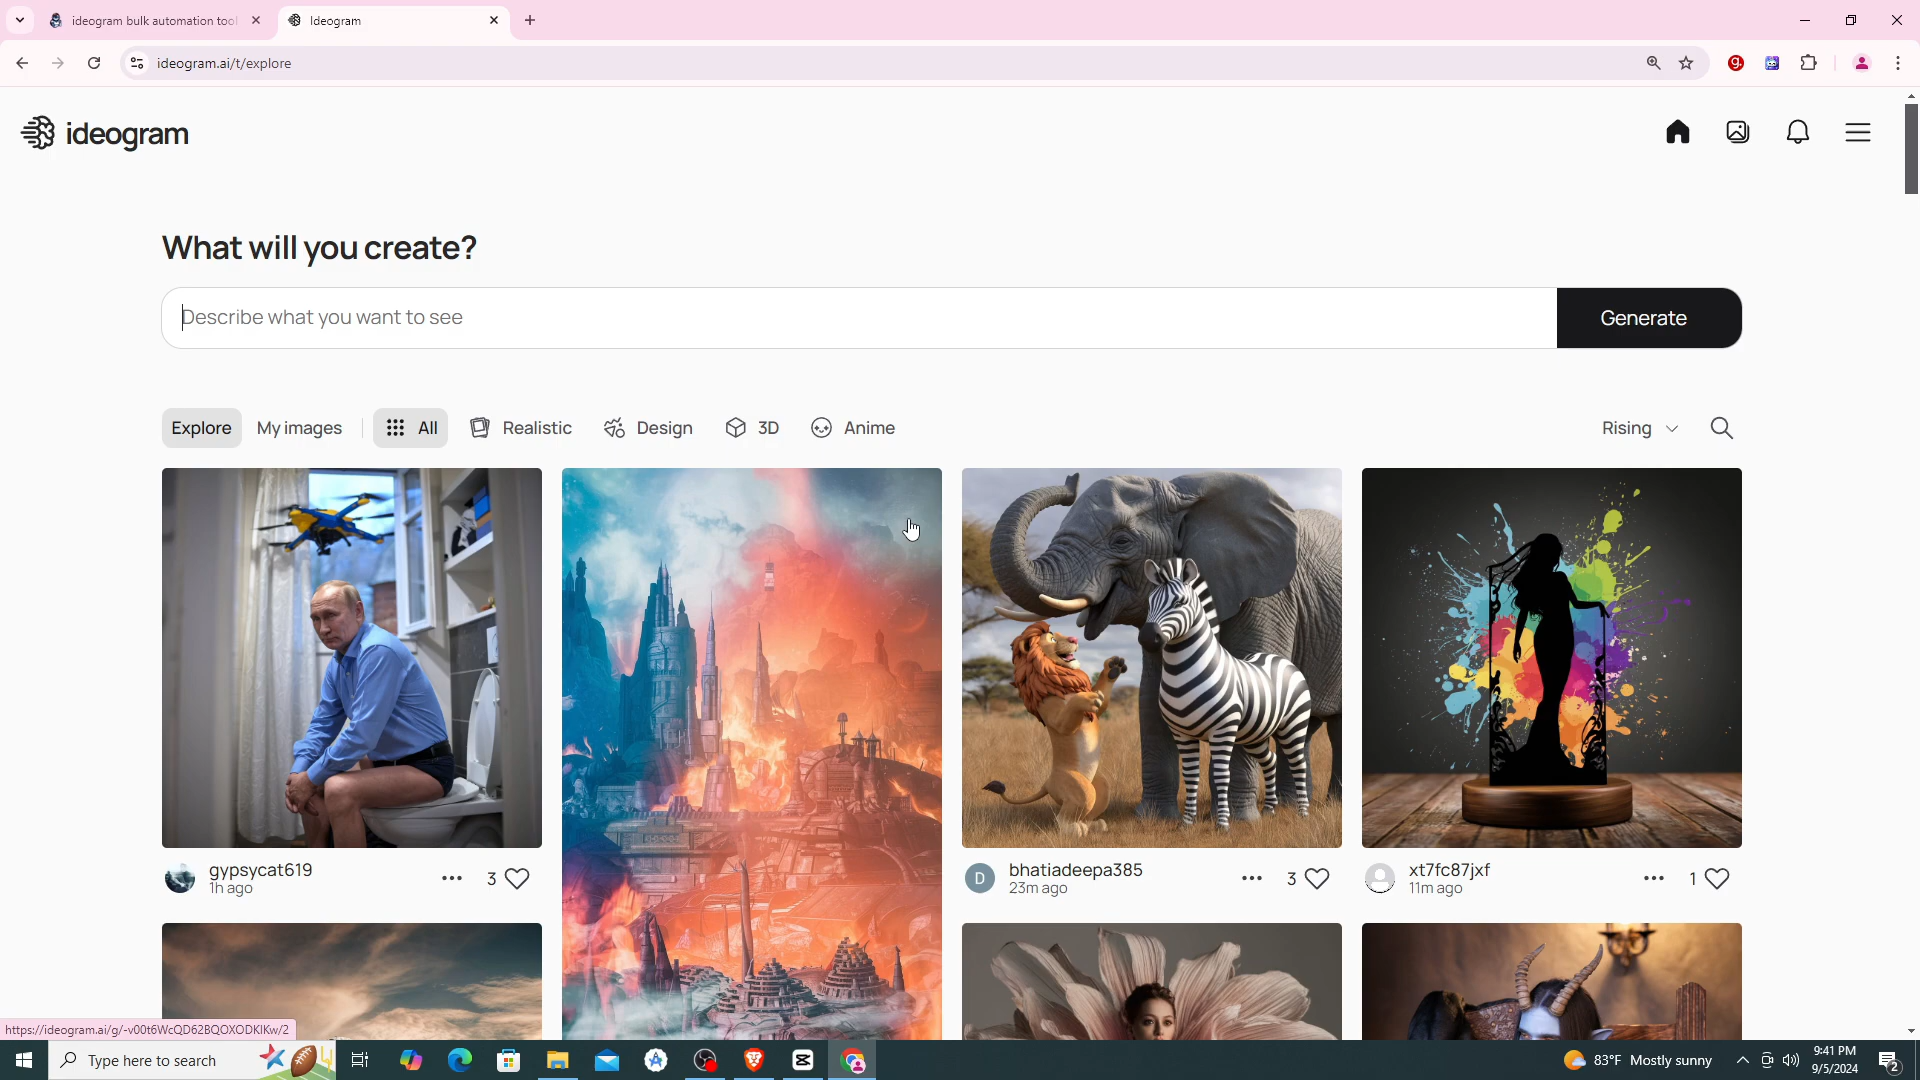 ideogram bulk automation tool
Ideogram
ideogram.ai/t/explore
ideogram
What will you create?
Describe what you want to see
Generate
Explore
My images
All
Realistic
Design
3D
Anime
Rising
gypsycat619
1h ago
3
D
bhatiadeepa385
23m ago
3
xt7fc87jxf
11m ago
1
https://ideogram.ai/g/-v00t6WcQD62BQOXODKIKw/2
Type here to search
83°F Mostly sunny
9:41 PM
9/5/2024
2